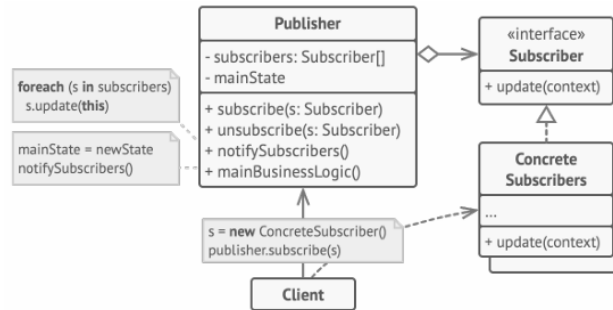 Publisher
- subscribers: Subscriber[]
- mainState
+ subscribe(s: Subscriber)
+ unsubscribe(s: Subscriber)
+ notifySubscribers()
+ mainBusinessLogic()
«interface»
Subscriber
+ update(context)
foreach (s in subscribers)
s.update(this)
mainState = newState
notifySubscribers()
Concrete
Subscribers
...
+ update(context)
s = new ConcreteSubscriber()
publisher.subscribe(s)
Client